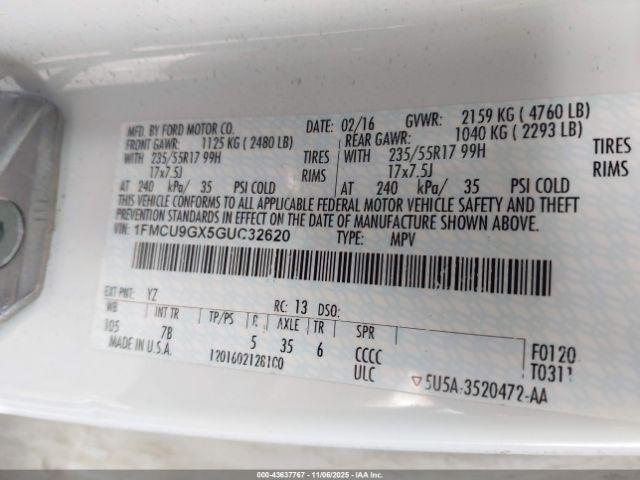 MFD. BY FORD MOTOR CO.
DATE: 02/16 GVWR: 2159 KG ( 4760 LB)
FRONT GAWR: 1125 KG ( 2480 LB)
REAR GAWR: 1040 KG ( 2293 LB)
WITH 235/55R17 99H TIRES
WITH 235/55R17 99H TIRES
17x7.5J RIMS
17x7.5J RIMS
AT 240 kPa/ 35 PSI COLD
AT 240 kPa/ 35 PSI COLD
THIS VEHICLE CONFORMS TO ALL APPLICABLE FEDERAL MOTOR VEHICLE SAFETY AND THEFT
PREVENTION STANDARDS IN EFFECT ON THE DATE OF MANUFACTURE SHOWN ABOVE.
VIN: 1FMCU9GX5GUC32620 TYPE: MPV
EXT PNT: YZ RC: 13 DSO:
WB INT TR TP/PS R AXLE TR SPR
105 7B 5 35 6 CCCC F0120
MADE IN U.S.A. ULC T0311
5U5A-3520472-AA
000-43637767 - 11/06/2025 - IAA Inc.